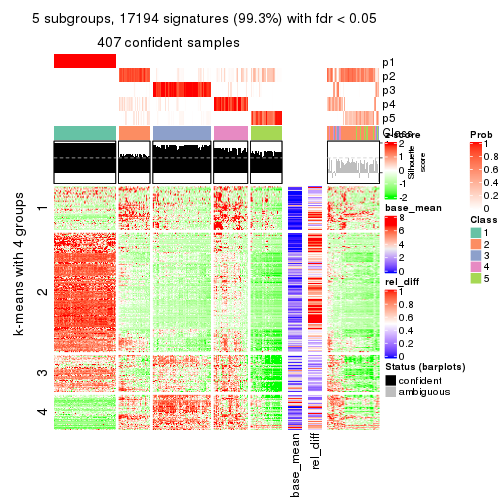 5 subgroups, 17194 signatures (99.3%) with fdr < 0.05
407 confident samples
p1
p2
p3
p4
p5
Class
z-score
2
1
0
-1
-2
Silhouette
score
base_mean
8
6
4
2
0
rel_diff
1
0.8
0.6
0.4
0.2
0
Status (barplots)
confident
ambiguous
Prob
1
0.8
0.6
0.4
0.2
0
Class
1
2
3
4
5
k-means with 4 groups
1
2
3
4
base_mean
rel_diff